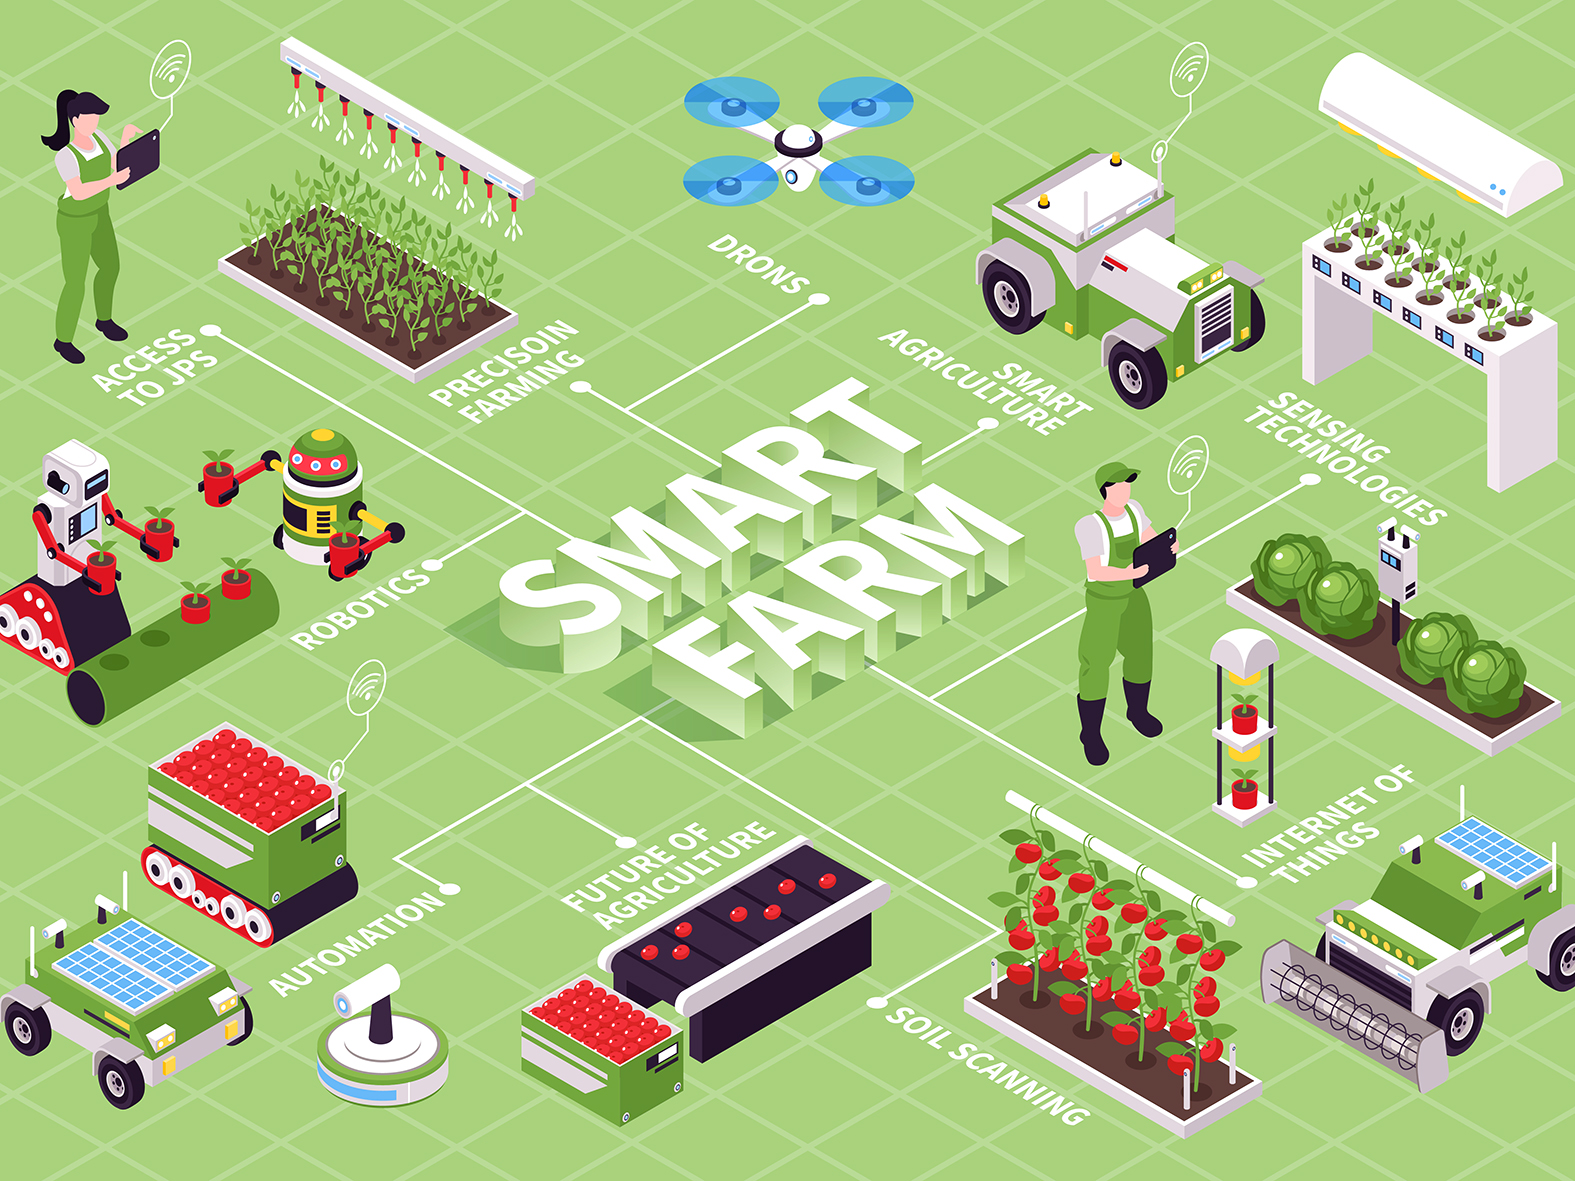 DRONS
ACCESS
TO JPS
PRECISOIN
FARMING
SMART
AGRICULTURE
SENSING
TECHNOLOGIES
SMART
FARM
ROBOTICS
INTERNET OF
THINGS
FUTURE OF
AGRICULTURE
AUTOMATION
SOIL SCANNING